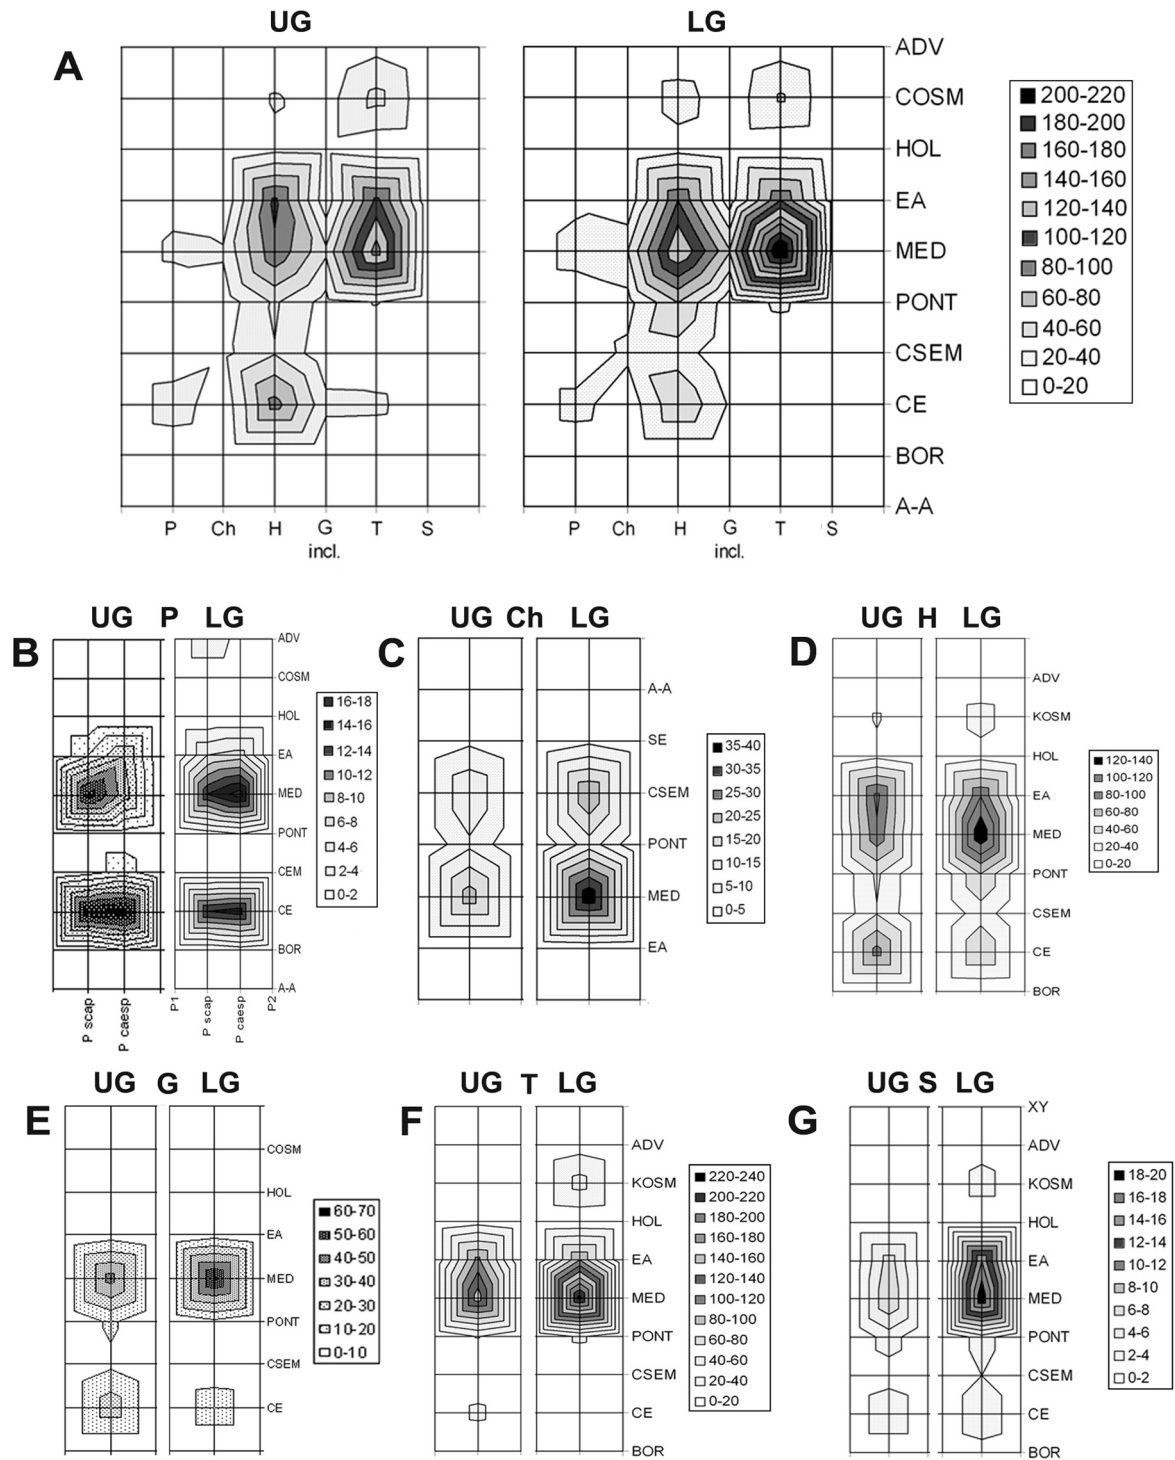 UG LG
A
ADV
COSM
HOL
EA
MED
PONT
CSEM
CE
BOR
A-A
200-220
180-200
160-180
140-160
120-140
100-120
80-100
60-80
40-60
20-40
0-20
P Ch H G T S
incl.
P Ch H G T S
incl.
B
UG P LG
ADV
COSM
HOL
EA
MED
PONT
CEM
CE
BOR
A-A
16-18
14-16
12-14
10-12
8-10
6-8
4-6
2-4
0-2
P scap
P caesp
P1
P scap
P caesp
P2
C
UG Ch LG
A-A
SE
CSEM
PONT
MED
EA
35-40
30-35
25-30
20-25
15-20
10-15
5-10
0-5
D
UG H LG
ADV
KOSM
HOL
EA
MED
PONT
CSEM
CE
BOR
120-140
100-120
80-100
60-80
40-60
20-40
0-20
E
UG G LG
COSM
HOL
EA
MED
PONT
CSEM
CE
60-70
50-60
40-50
30-40
20-30
10-20
0-10
F
UG T LG
ADV
KOSM
HOL
EA
MED
PONT
CSEM
CE
BOR
220-240
200-220
180-200
160-180
140-160
120-140
100-120
80-100
60-80
40-60
20-40
0-20
G
UG S LG
XY
ADV
KOSM
HOL
EA
MED
PONT
CSEM
CE
BOR
18-20
16-18
14-16
12-14
10-12
8-10
6-8
4-6
2-4
0-2